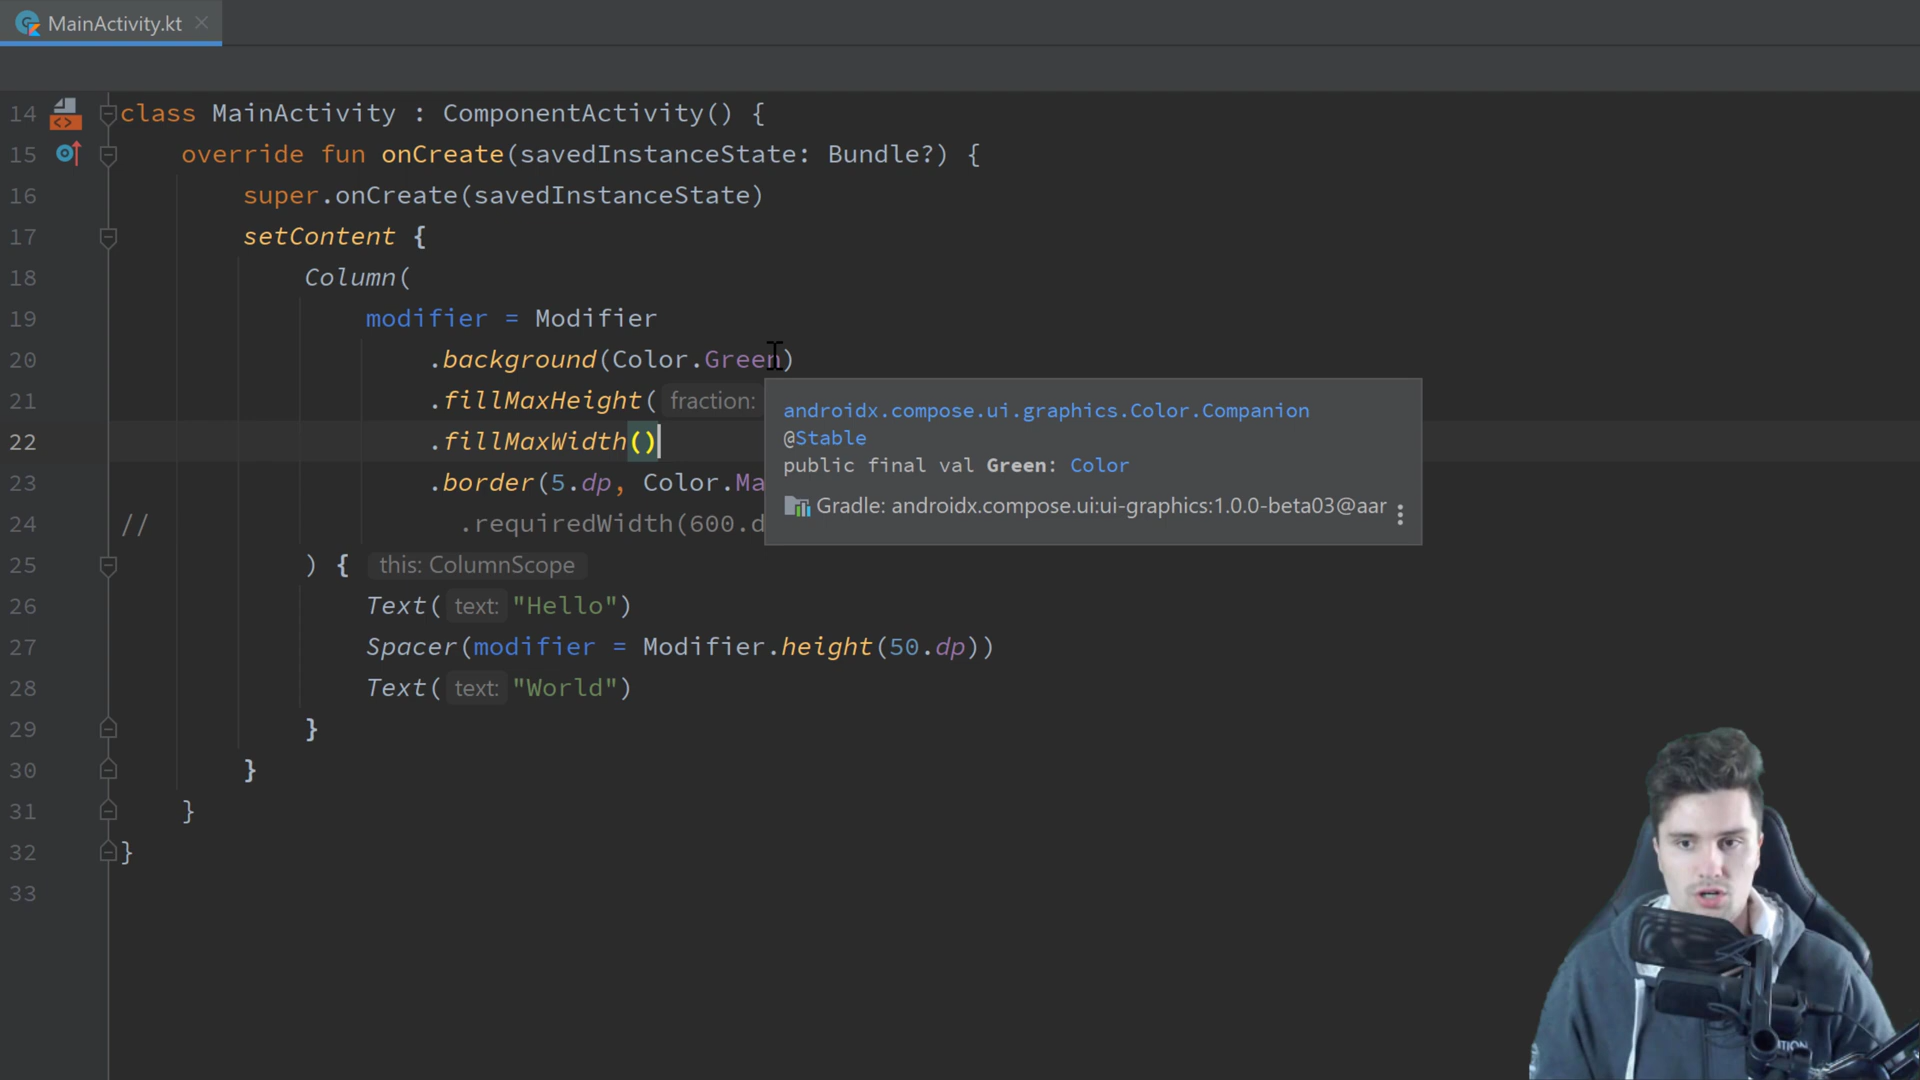 MainActivity.kt
14 class MainActivity : ComponentActivity() {
15 override fun onCreate(savedInstanceState: Bundle?) {
16 super.onCreate(savedInstanceState)
17 setContent {
18 Column(
19 modifier = Modifier
20 .background(Color.Green)
21 .fillMaxHeight( fraction:
androidx.compose.ui.graphics.Color.Companion
@Stable
public final val Green: Color
Gradle: androidx.compose.ui:ui-graphics:1.0.0-beta03@aar
22 .fillMaxWidth()
23 .border(5.dp, Color.Ma
24 // .requiredWidth(600.d
25 ) { this: ColumnScope
26 Text( text: "Hello")
27 Spacer(modifier = Modifier.height(50.dp))
28 Text( text: "World")
29 }
30 }
31 }
32 }
33